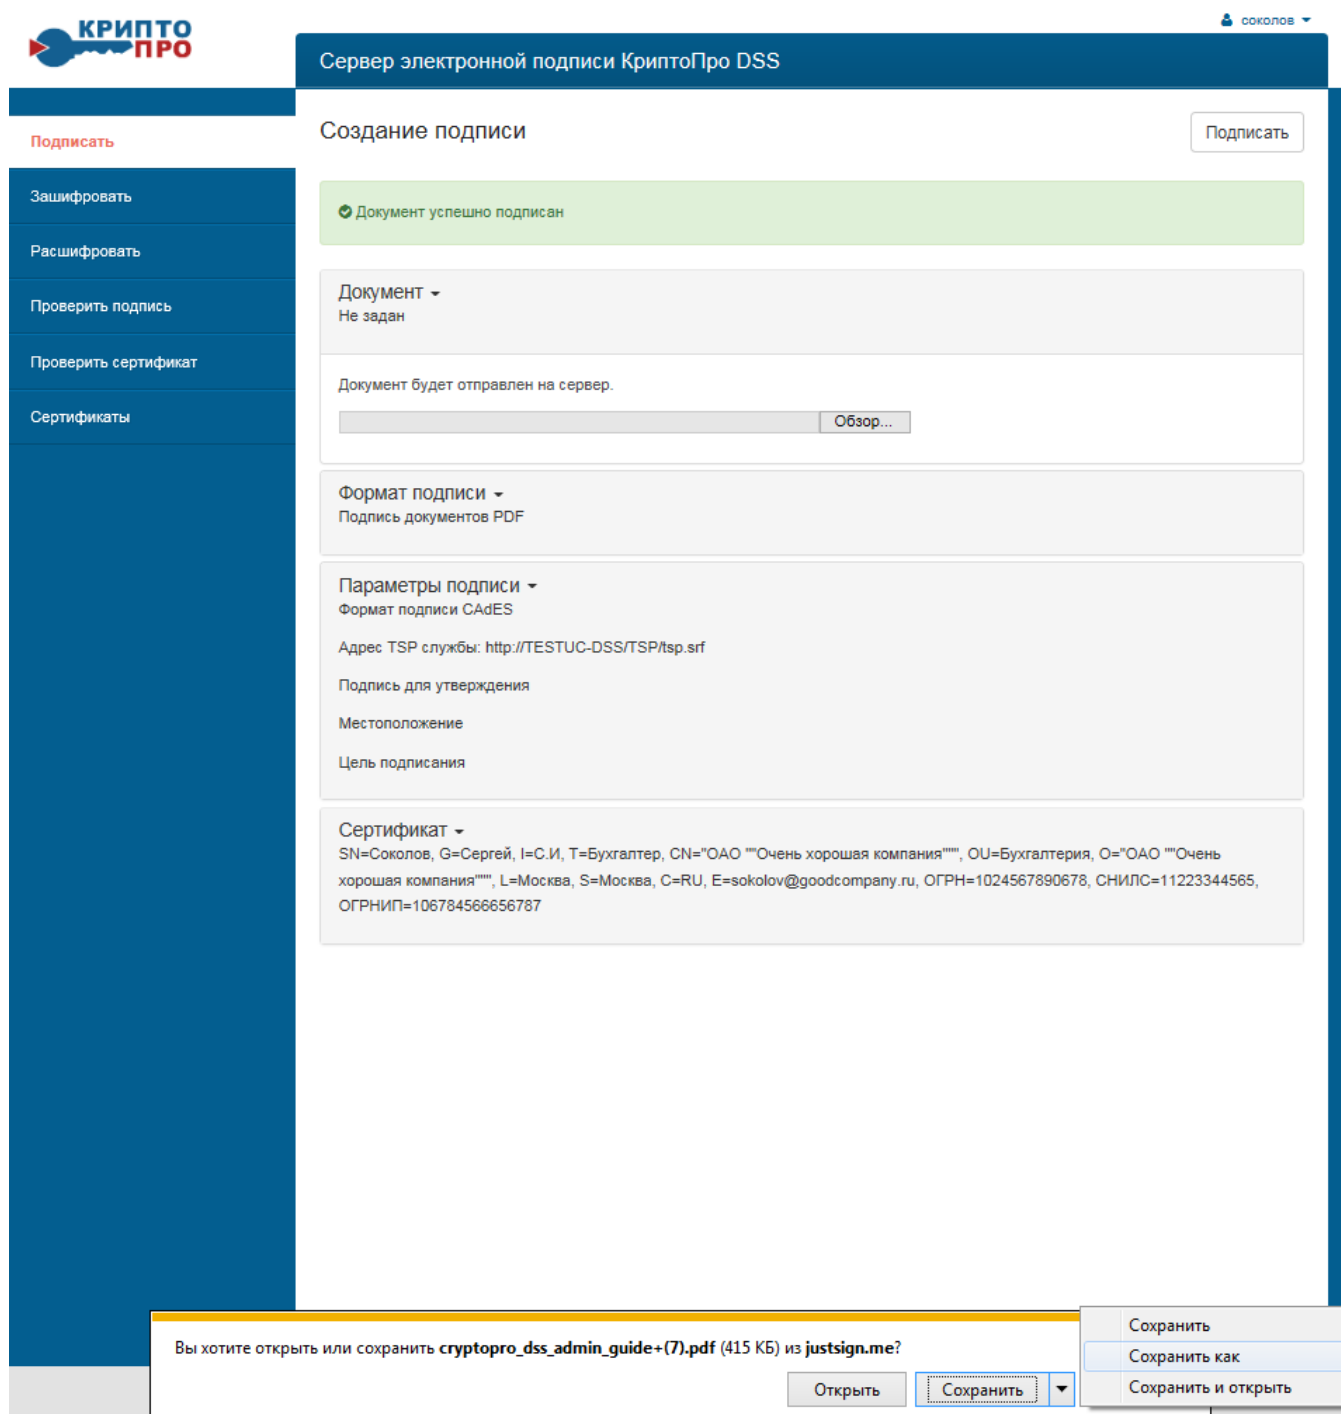 КРИПТО
ПРО
соколов
Сервер электронной подписи КриптоПро DSS
Подписать
Зашифровать
Расшифровать
Проверить подпись
Проверить сертификат
Сертификаты
Создание подписи
Подписать
Документ успешно подписан
Документ
Не задан
Документ будет отправлен на сервер.
Обзор...
Формат подписи
Подпись документов PDF
Параметры подписи
Формат подписи CAdES
Адрес TSP службы: http://TESTUC-DSS/TSP/tsp.srf
Подпись для утверждения
Местоположение
Цель подписания
Сертификат
SN=Соколов, G=Сергей, I=С.И, T=Бухгалтер, CN="ОАО ""Очень хорошая компания""", OU=Бухгалтерия, O="ОАО ""Очень
хорошая компания""", L=Москва, S=Москва, C=RU, E=sokolov@goodcompany.ru, ОГРН=1024567890678, СНИЛС=11223344565,
ОГРНИП=106784566656787
Вы хотите открыть или сохранить cryptopro_dss_admin_guide+(7).pdf (415 КБ) из justsign.me?
Открыть
Сохранить
Сохранить
Сохранить как
Сохранить и открыть